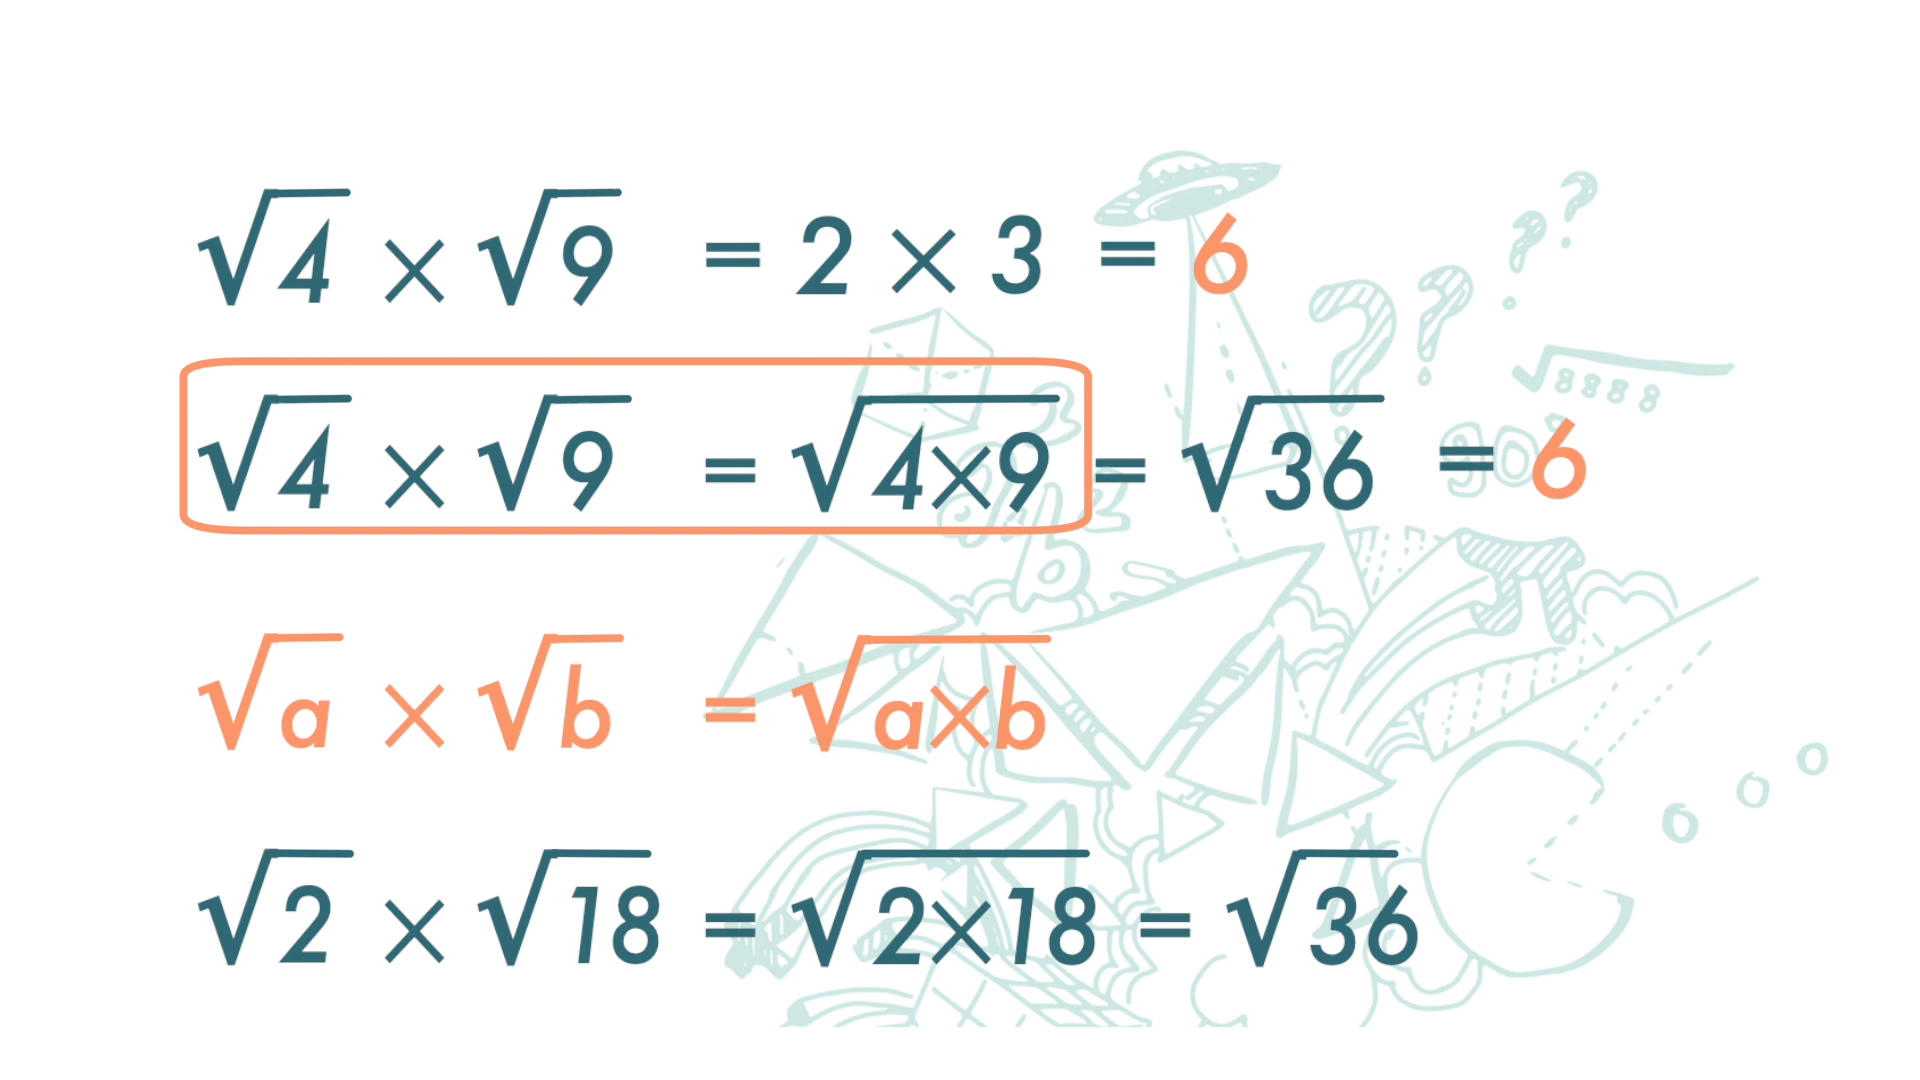 √4 × √9 = 2 × 3 = 6
√4 × √9 = √4×9 = √36 = 6
√a × √b = √a×b
√2 × √18 = √2×18 = √36